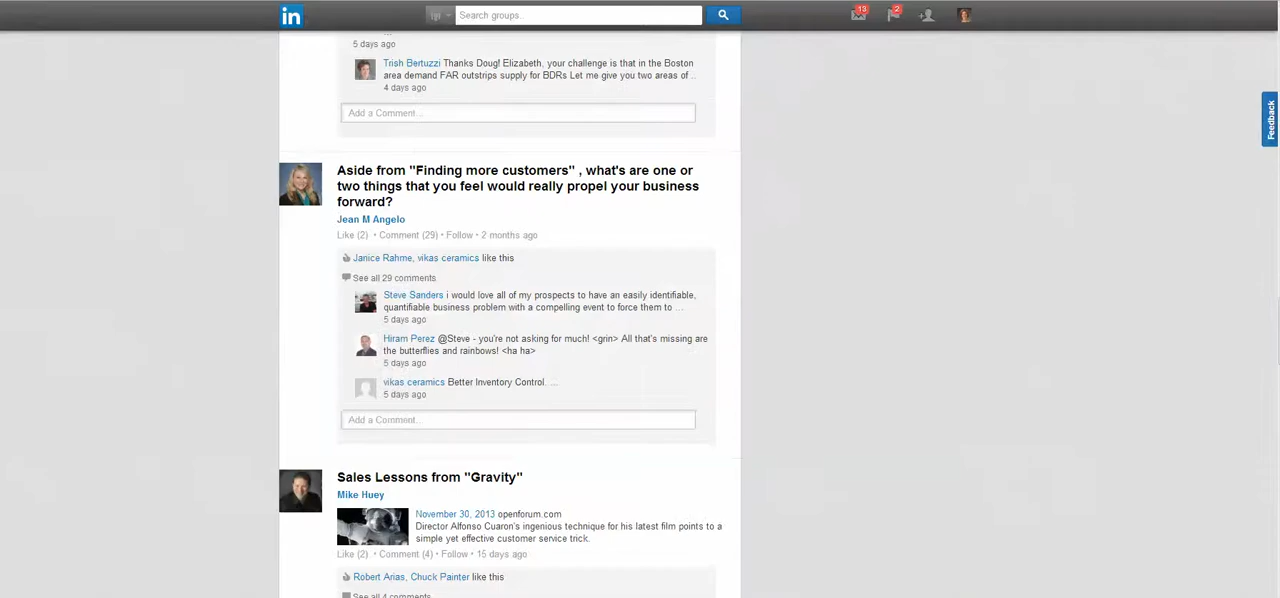 in
Search groups..
13
2
Feedback
...
5 days ago
Trish Bertuzzi Thanks Doug! Elizabeth, your challenge is that in the Boston
area demand FAR outstrips supply for BDRs Let me give you two areas of ..
4 days ago
Add a Comment...
Aside from "Finding more customers" , what's are one or
two things that you feel would really propel your business
forward?
Jean M Angelo
Like (2) • Comment (29) • Follow • 2 months ago
Janice Rahme, vikas ceramics like this
See all 29 comments
Steve Sanders i would love all of my prospects to have an easily identifiable,
quantifiable business problem with a compelling event to force them to ...
5 days ago
Hiram Perez @Steve - you're not asking for much! <grin> All that's missing are
the butterflies and rainbows! <ha ha>
5 days ago
vikas ceramics Better Inventory Control. ...
5 days ago
Add a Comment...
Sales Lessons from "Gravity"
Mike Huey
November 30, 2013 openforum.com
Director Alfonso Cuaron's ingenious technique for his latest film points to a
simple yet effective customer service trick.
Like (2) • Comment (4) • Follow • 15 days ago
Robert Arias, Chuck Painter like this
See all 4 comments